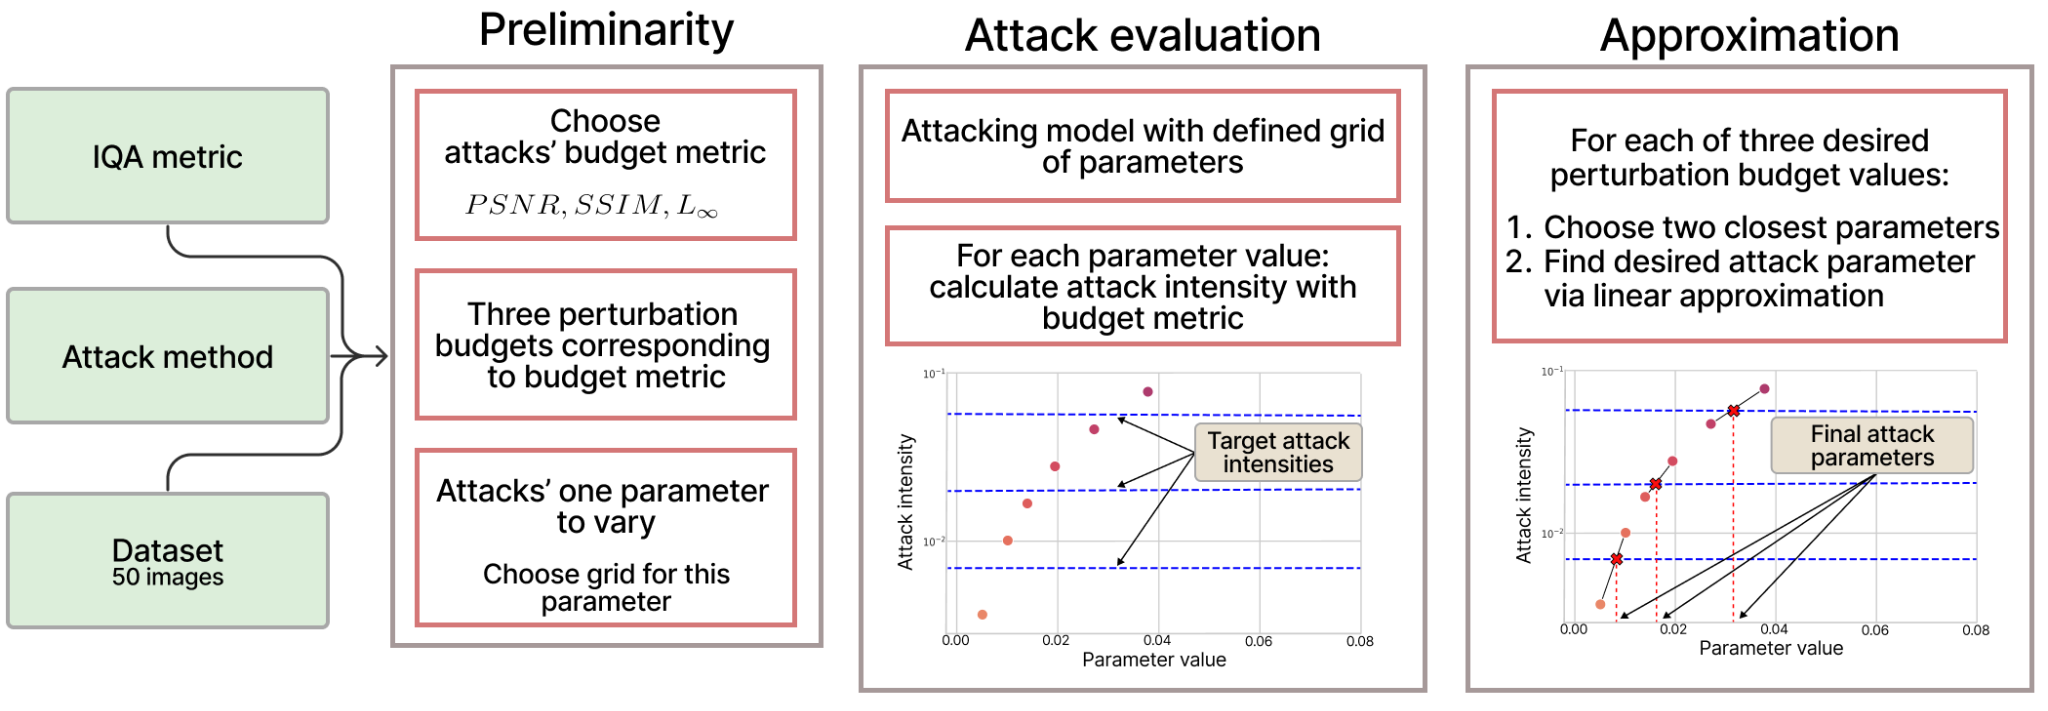 Preliminarity
Attack evaluation
Approximation
IQA metric
Attack method
Dataset
50 images
Choose
attacks’ budget metric
PSNR, SSIM, L∞
Three perturbation
budgets corresponding
to budget metric
Attacks’ one parameter
to vary
Choose grid for this
parameter
Attacking model with defined grid
of parameters
For each parameter value:
calculate attack intensity with
budget metric
Attack intensity
10⁻¹
10⁻²
Target attack
intensities
0.00 0.02 0.04 0.06 0.08
Parameter value
For each of three desired
perturbation budget values:
1. Choose two closest parameters
2. Find desired attack parameter
via linear approximation
Attack intensity
10⁻¹
10⁻²
Final attack
parameters
0.00 0.02 0.04 0.06 0.08
Parameter value